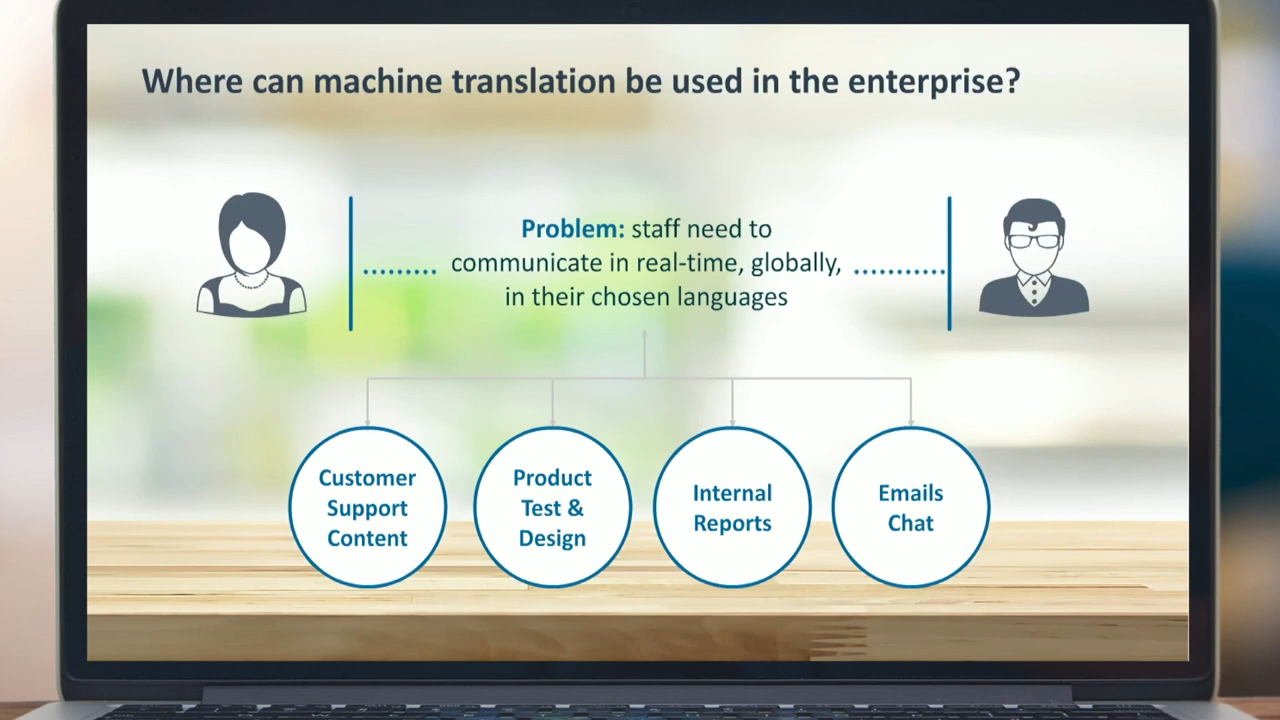 Where can machine translation be used in the enterprise?
Problem: staff need to
communicate in real-time, globally,
in their chosen languages
Customer
Support
Content
Product
Test &
Design
Internal
Reports
Emails
Chat